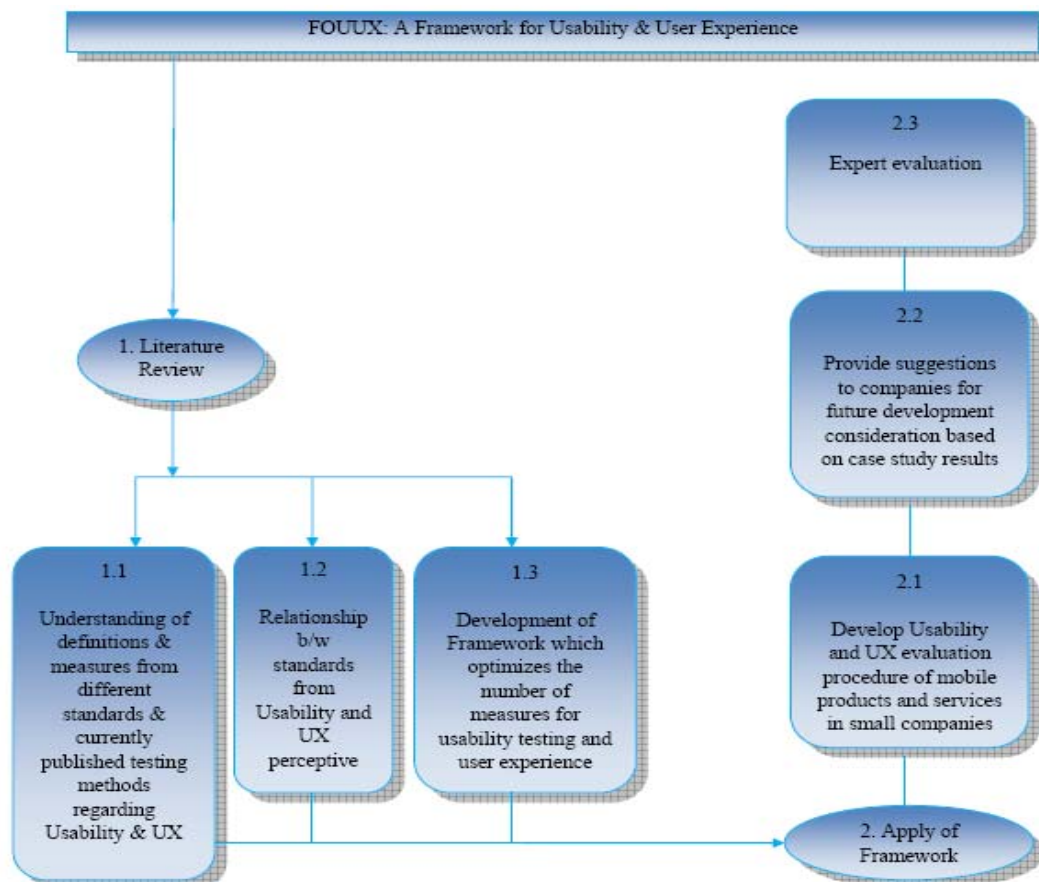 FOUUX: A Framework for Usability & User Experience
1. Literature
Review
1.1
Understanding of
definitions &
measures from
different
standards &
currently
published testing
methods
regarding
Usability & UX
1.2
Relationship
b/w
standards
from
Usability and
UX
perceptive
1.3
Development of
Framework which
optimizes the
number of
measures for
usability testing and
user experience
2.3
Expert evaluation
2.2
Provide suggestions
to companies for
future development
consideration based
on case study results
2.1
Develop Usability
and UX evaluation
procedure of mobile
products and services
in small companies
2. Apply of
Framework